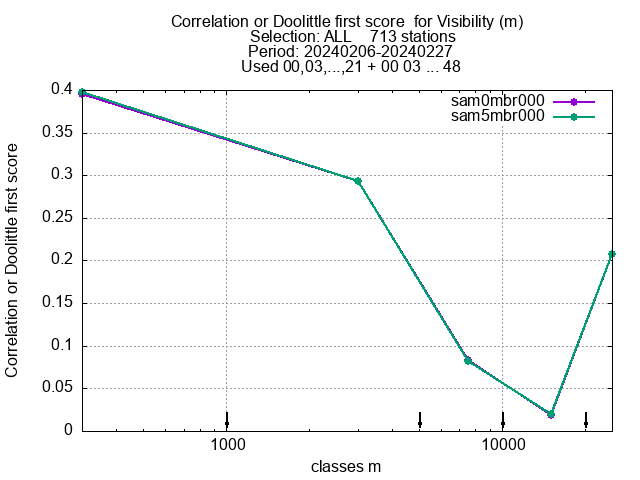 Correlation or Doolittle first score  for Visibility (m)
Selection: ALL    713 stations
Period: 20240206-20240227
Used 00,03,...,21 + 00 03 ... 48
sam0mbr000
sam5mbr000
0.4
0.35
0.3
0.25
0.2
0.15
0.1
0.05
0
Correlation or Doolittle first score
1000
10000
classes m